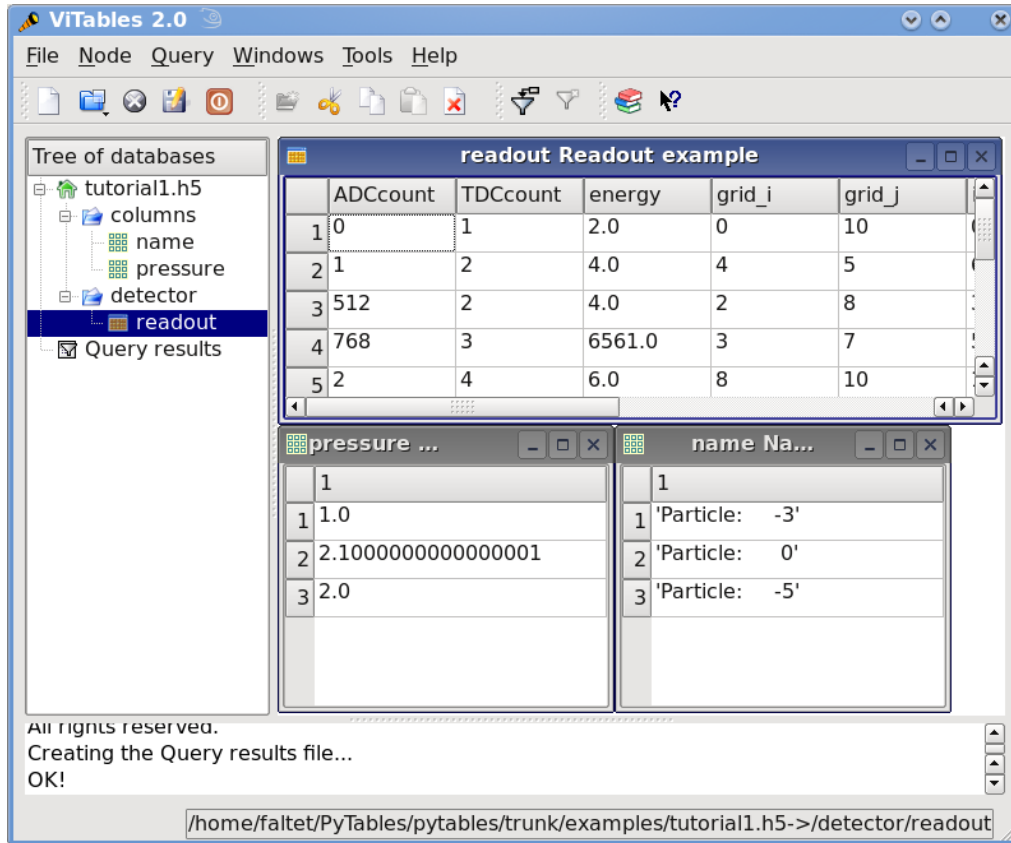 ViTables 2.0
File Node Query Windows Tools Help
Tree of databases
tutorial1.h5
columns
name
pressure
detector
readout
Query results
readout Readout example
ADCcount TDCcount energy grid_i grid_j
1 0 1 2.0 0 10
2 1 2 4.0 4 5
3 512 2 4.0 2 8
4 768 3 6561.0 3 7
5 2 4 6.0 8 10
pressure ...
1
1 1.0
2 2.1000000000000001
3 2.0
name Na...
1
1 'Particle:     -3'
2 'Particle:      0'
3 'Particle:     -5'
All rights reserved.
Creating the Query results file...
OK!
/home/faltet/PyTables/pytables/trunk/examples/tutorial1.h5->/detector/readout